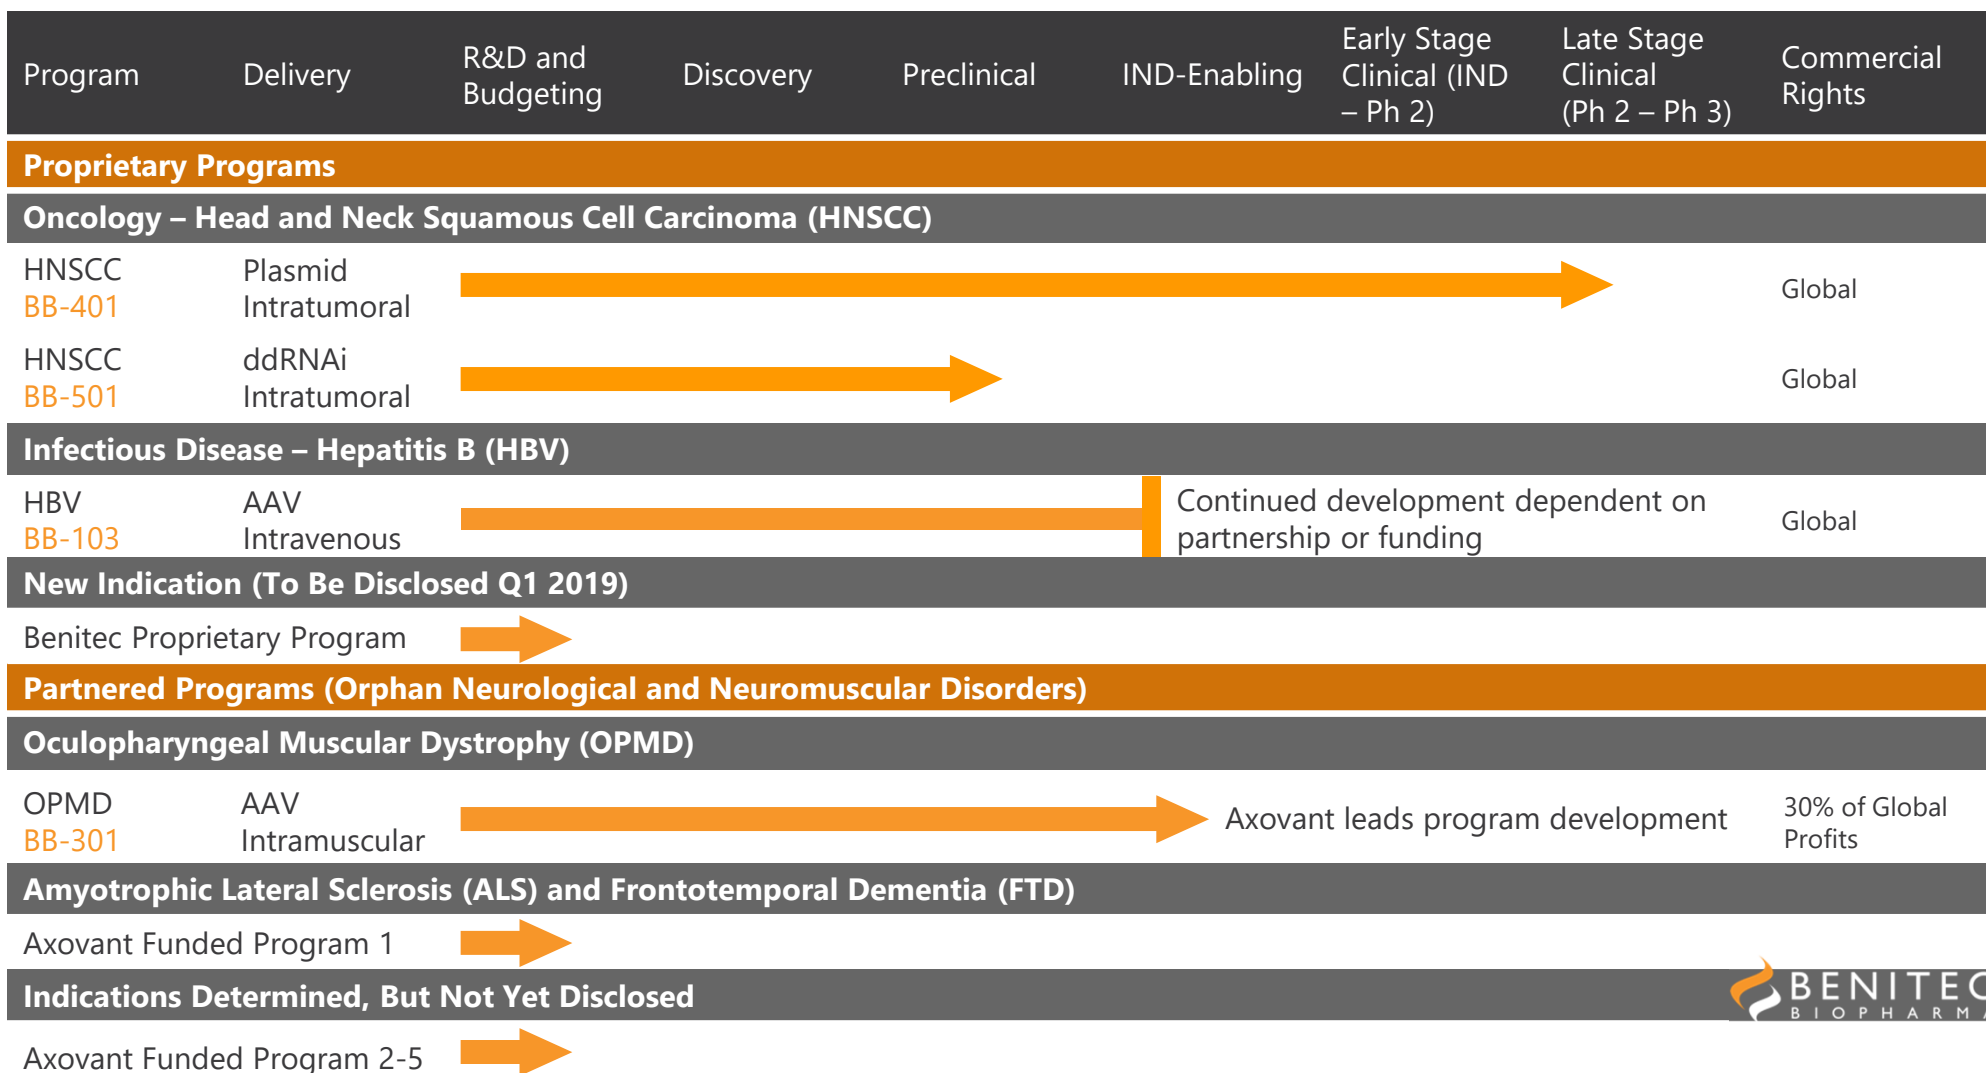 Program
Delivery
R&D and
Budgeting
Discovery
Preclinical
IND-Enabling
Early Stage
Clinical (IND
– Ph 2)
Late Stage
Clinical
(Ph 2 – Ph 3)
Commercial
Rights
Proprietary Programs
Oncology – Head and Neck Squamous Cell Carcinoma (HNSCC)
HNSCC
BB-401
Plasmid
Intratumoral
Global
HNSCC
BB-501
ddRNAi
Intratumoral
Global
Infectious Disease – Hepatitis B (HBV)
HBV
BB-103
AAV
Intravenous
Continued development dependent on
partnership or funding
Global
New Indication (To Be Disclosed Q1 2019)
Benitec Proprietary Program
Partnered Programs (Orphan Neurological and Neuromuscular Disorders)
Oculopharyngeal Muscular Dystrophy (OPMD)
OPMD
BB-301
AAV
Intramuscular
Axovant leads program development
30% of Global
Profits
Amyotrophic Lateral Sclerosis (ALS) and Frontotemporal Dementia (FTD)
Axovant Funded Program 1
Indications Determined, But Not Yet Disclosed
BENITEC
BIOPHARMA
Axovant Funded Program 2-5